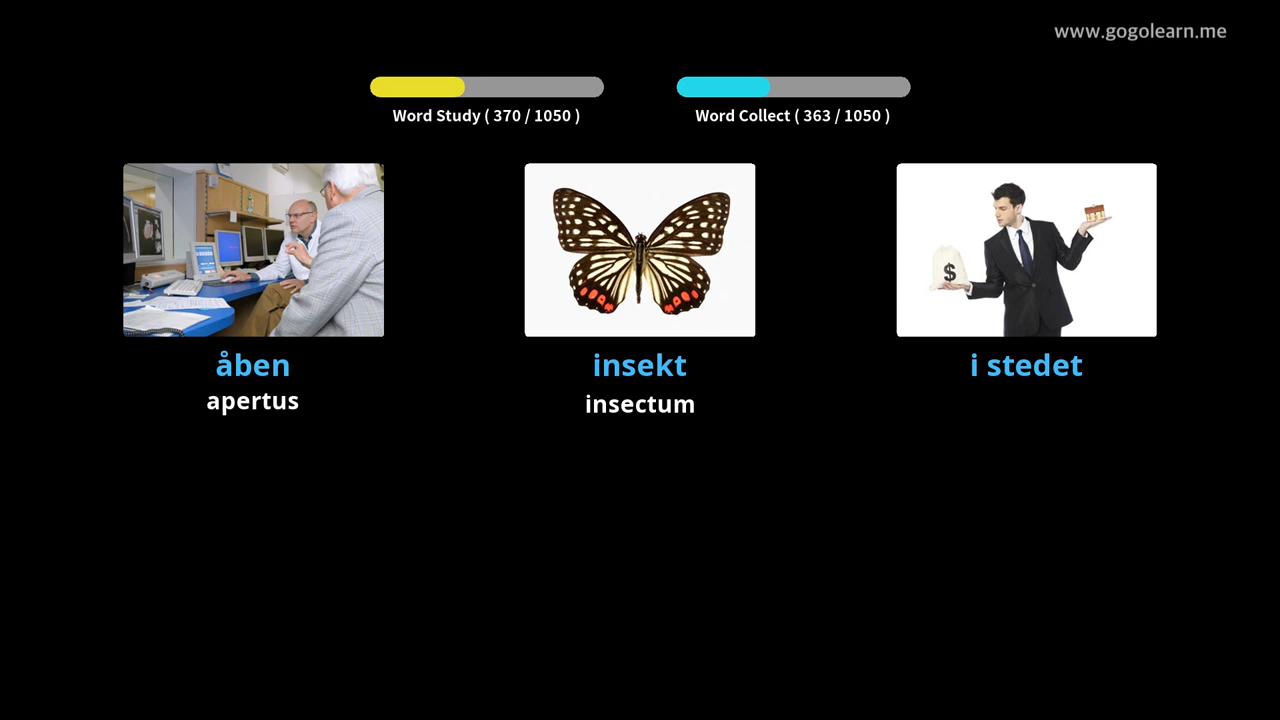 www.gogolearn.me
Word Study ( 370 / 1050 )
Word Collect ( 363 / 1050 )
åben
apertus
insekt
insectum
i stedet
$